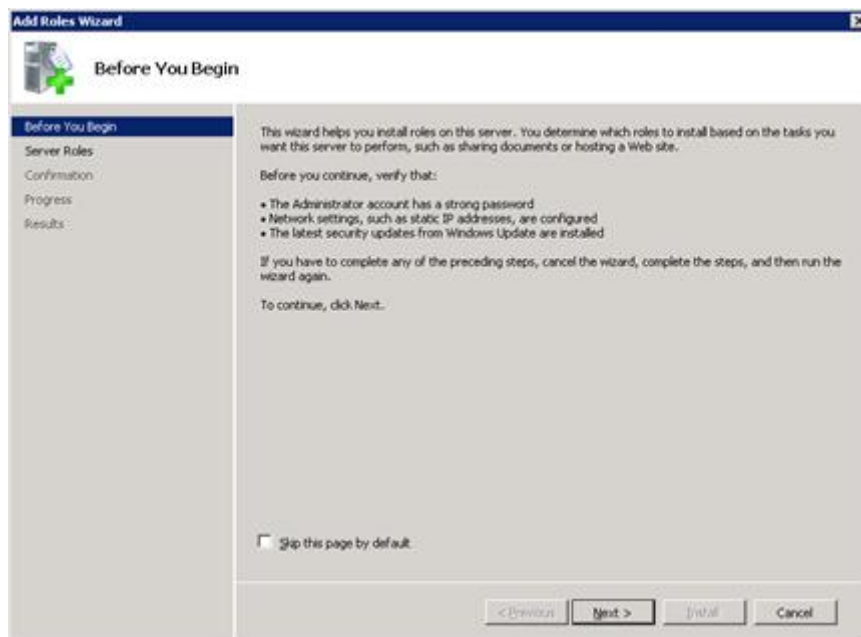 Add Roles Wizard
Before You Begin
Before You Begin
Server Roles
Confirmation
Progress
Results
This wizard helps you install roles on this server. You determine which roles to install based on the tasks you
want this server to perform, such as sharing documents or hosting a Web site.
Before you continue, verify that:
• The Administrator account has a strong password
• Network settings, such as static IP addresses, are configured
• The latest security updates from Windows Update are installed
If you have to complete any of the preceding steps, cancel the wizard, complete the steps, and then run the
wizard again.
To continue, click Next.
Skip this page by default
< Previous Next > Install Cancel